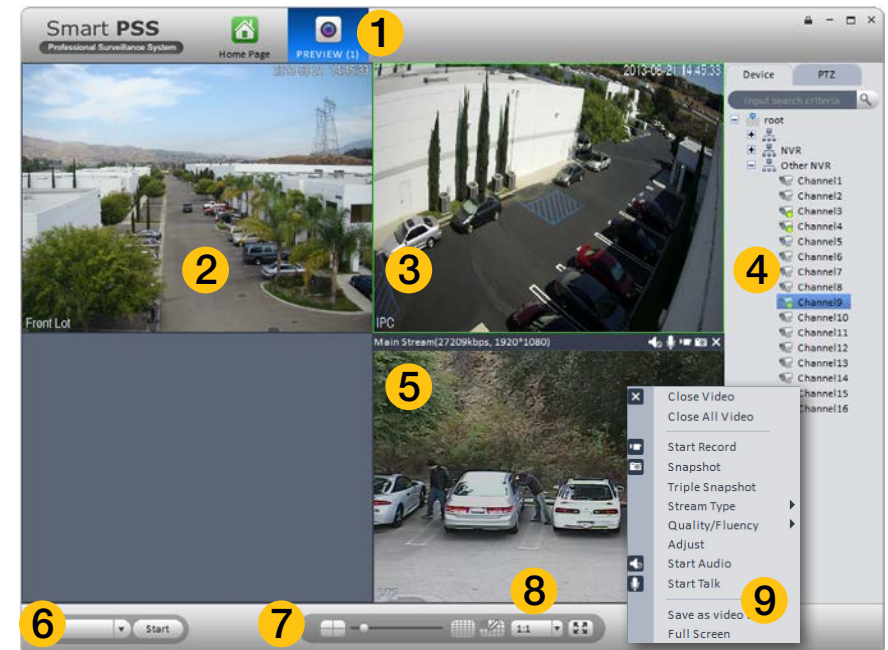 Smart PSS
Professional Surveillance System
Home Page
PREVIEW (1)
1
14:45:33
2
Front Lot
2013-06-21 14:45:33
3
IPC
Device
PTZ
Input search criteria
root
NVR
Other NVR
Channel1
Channel2
Channel3
Channel4
Channel5
Channel6
Channel7
Channel8
Channel9
Channel10
Channel11
Channel12
Channel13
Channel14
Channel15
Channel16
4
Main Stream(27209kbps, 1920*1080)
5
Close Video
Close All Video
Start Record
Snapshot
Triple Snapshot
Stream Type
Quality/Fluency
Adjust
Start Audio
Start Talk
Save as video
Full Screen
9
6
Start
7
8
1:1